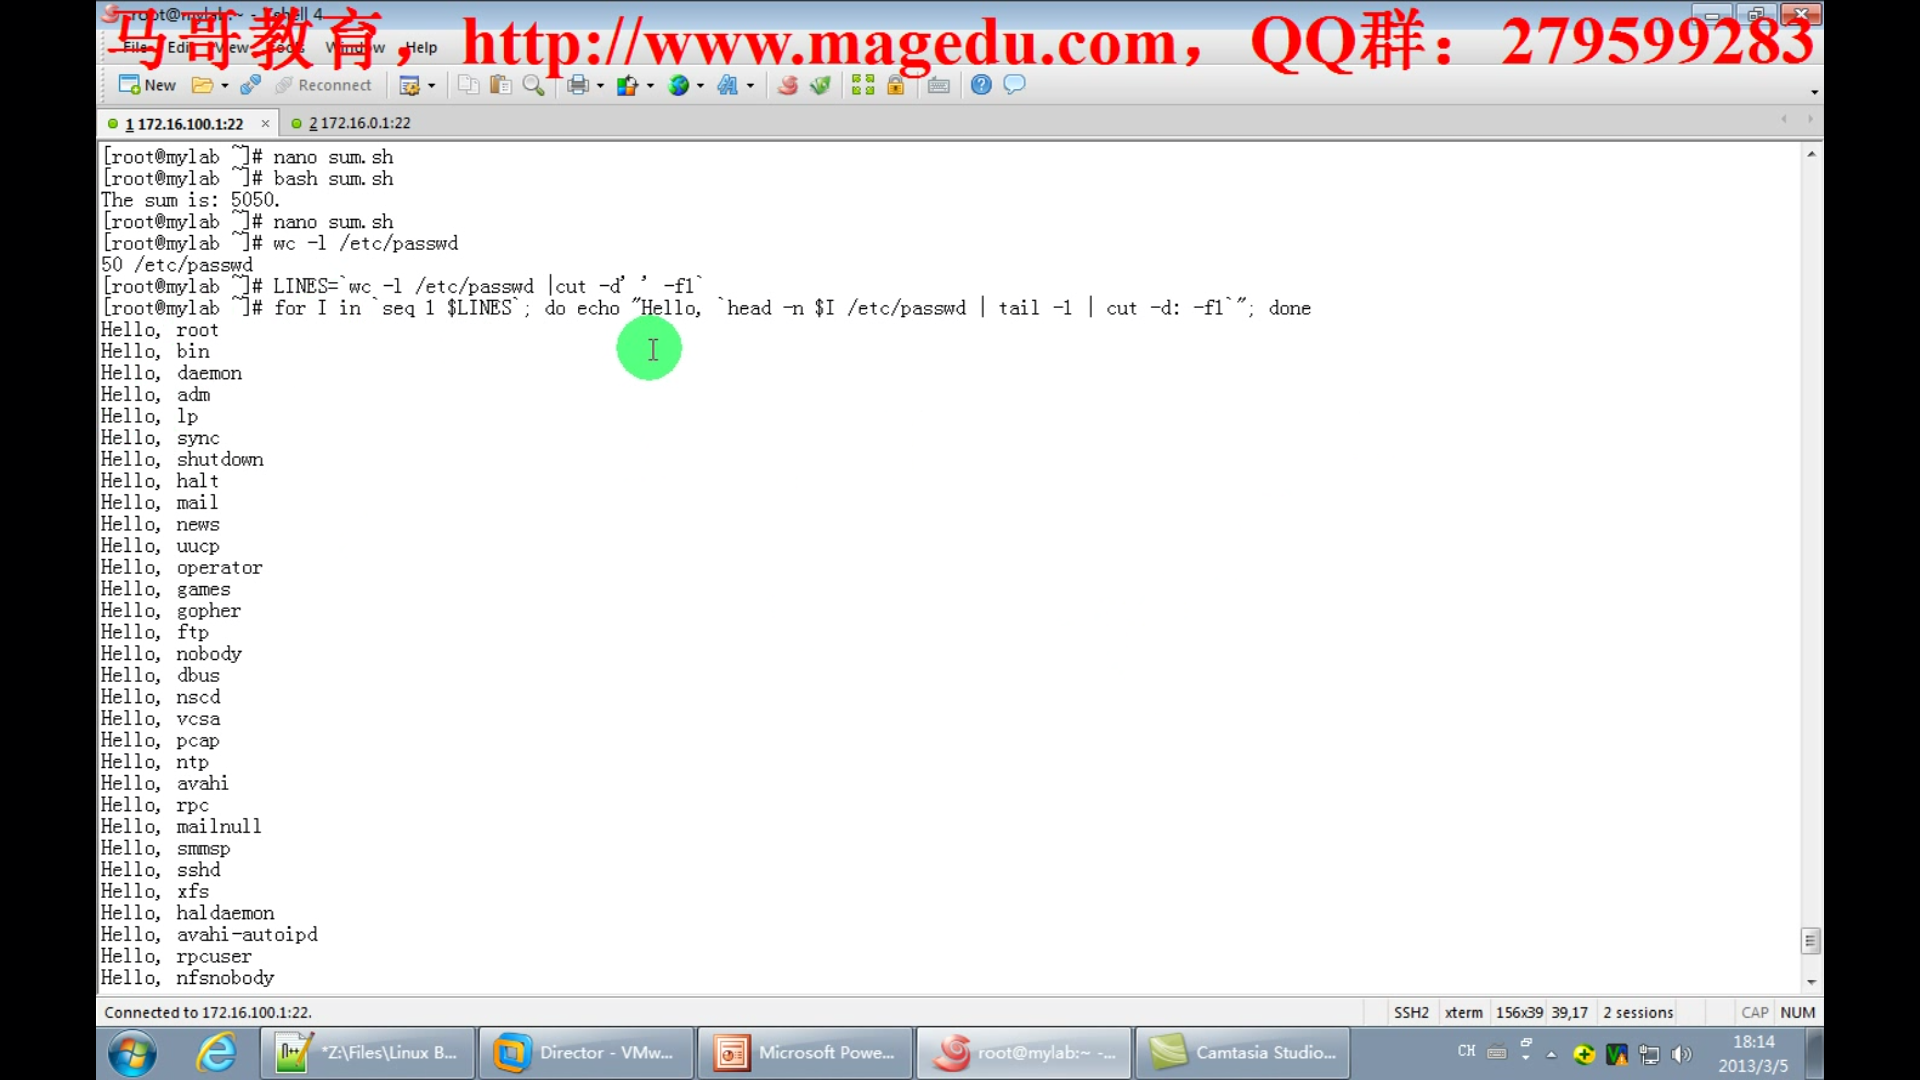 root@mylab:~ - Xshell 4
马哥教育，http://www.magedu.com，QQ群：279599283
File Edit View Tools Window Help
New Reconnect
1 172.16.100.1:22 × 2 172.16.0.1:22
[root@mylab ~]# nano sum.sh
[root@mylab ~]# bash sum.sh
The sum is: 5050.
[root@mylab ~]# nano sum.sh
[root@mylab ~]# wc -l /etc/passwd
50 /etc/passwd
[root@mylab ~]# LINES=`wc -l /etc/passwd |cut -d' ' -f1`
[root@mylab ~]# for I in `seq 1 $LINES`; do echo "Hello, `head -n $I /etc/passwd | tail -1 | cut -d: -f1`"; done
Hello, root
Hello, bin
Hello, daemon
Hello, adm
Hello, lp
Hello, sync
Hello, shutdown
Hello, halt
Hello, mail
Hello, news
Hello, uucp
Hello, operator
Hello, games
Hello, gopher
Hello, ftp
Hello, nobody
Hello, dbus
Hello, nscd
Hello, vcsa
Hello, pcap
Hello, ntp
Hello, avahi
Hello, rpc
Hello, mailnull
Hello, smmsp
Hello, sshd
Hello, xfs
Hello, haldaemon
Hello, avahi-autoipd
Hello, rpcuser
Hello, nfsnobody
Connected to 172.16.100.1:22. SSH2 xterm 156x39 39,17 2 sessions CAP NUM
*Z:\Files\Linux B... Director - VMw... Microsoft Powe... root@mylab:~ -... Camtasia Studio... CH 18:14
2013/3/5